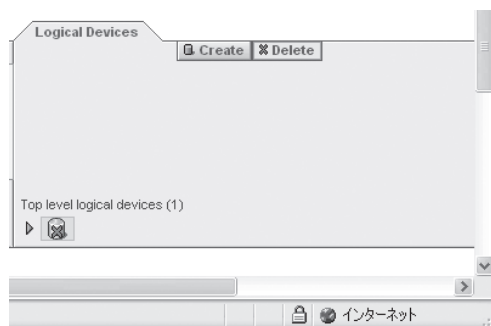 Logical Devices
Create Delete
Top level logical devices (1)
インターネット